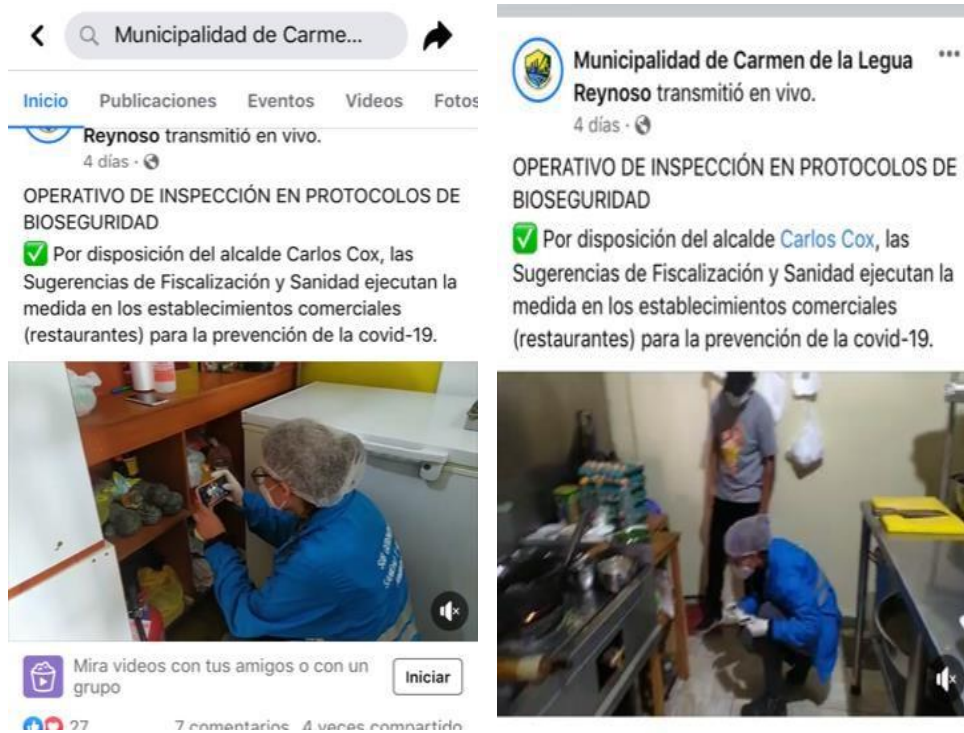 Municipalidad de Carme...
Inicio Publicaciones Eventos Videos Fotos
Reynoso transmitió en vivo.
4 días ·
OPERATIVO DE INSPECCIÓN EN PROTOCOLOS DE
BIOSEGURIDAD
✅ Por disposición del alcalde Carlos Cox, las
Sugerencias de Fiscalización y Sanidad ejecutan la
medida en los establecimientos comerciales
(restaurantes) para la prevención de la covid-19.
Mira videos con tus amigos o con un
grupo
Iniciar
27 7 comentarios 4 veces compartido
Municipalidad de Carmen de la Legua
Reynoso transmitió en vivo.
4 días ·
OPERATIVO DE INSPECCIÓN EN PROTOCOLOS DE
BIOSEGURIDAD
✅ Por disposición del alcalde Carlos Cox, las
Sugerencias de Fiscalización y Sanidad ejecutan la
medida en los establecimientos comerciales
(restaurantes) para la prevención de la covid-19.